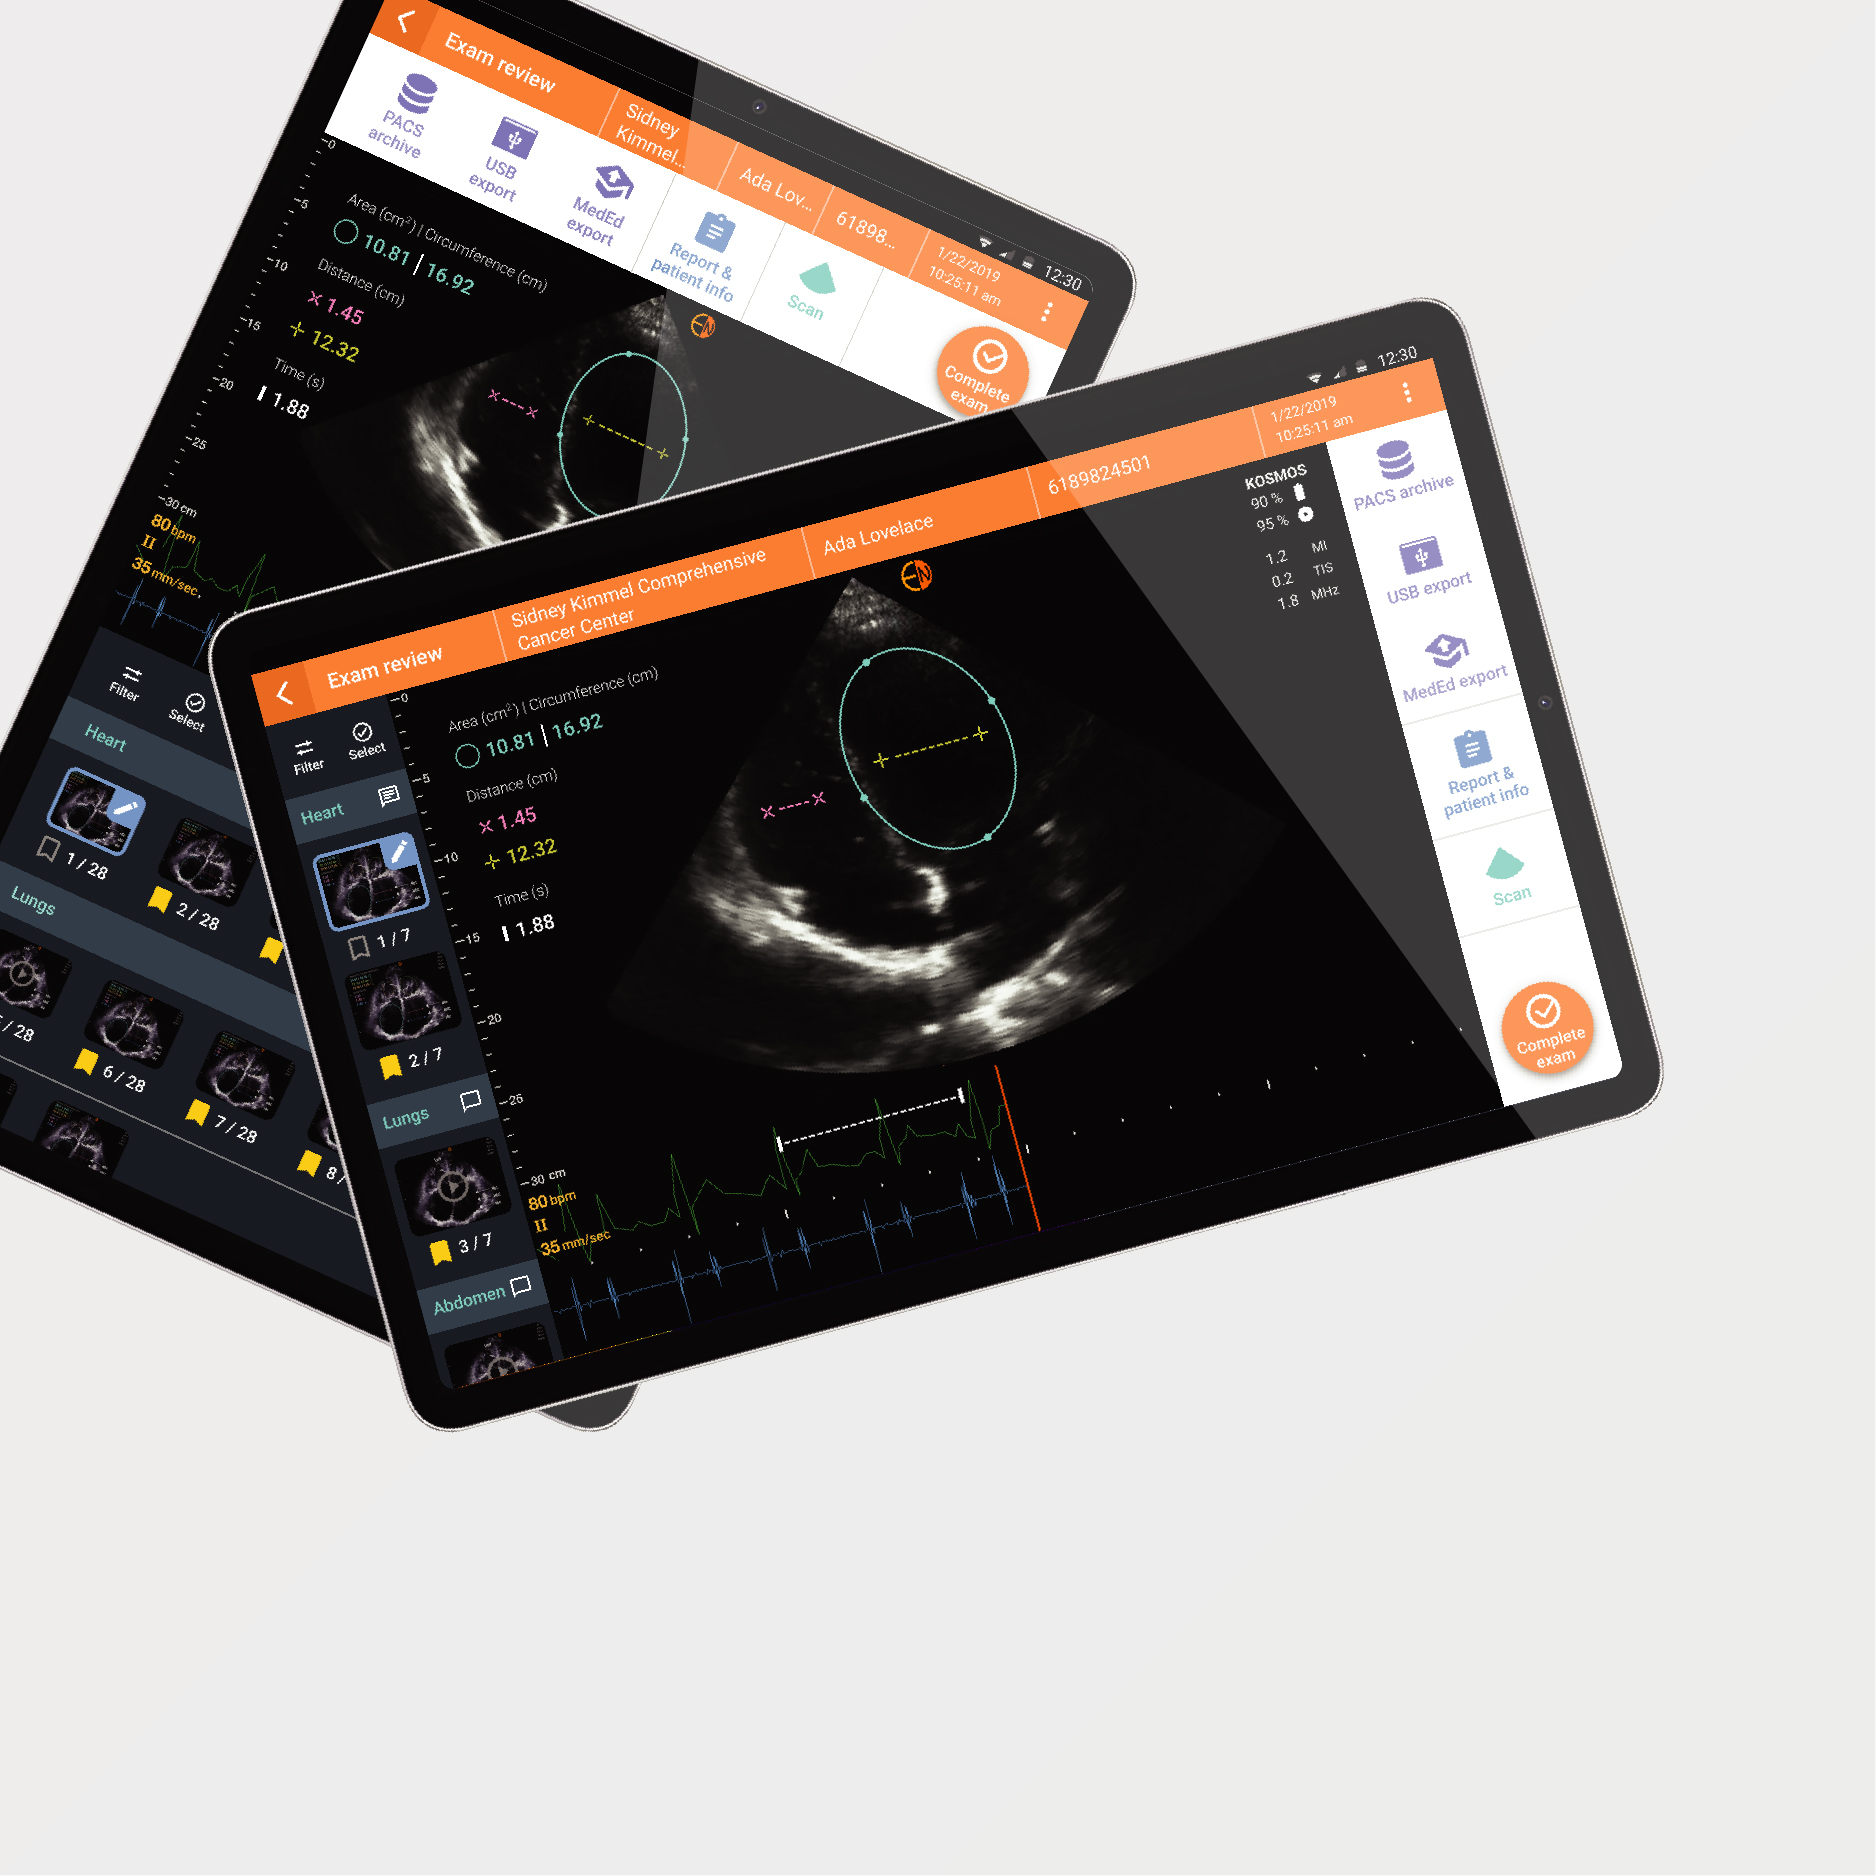 Exam review
Sidney
Kimmel...
Ada Lov...
61898...
1/22/2019
10:25:11 am
12:30
PACS
archive
USB
export
MedEd
export
Report &
patient info
Scan
Complete
exam
0
5
10
15
20
25
30 cm
Area (cm²) | Circumference (cm)
10.81 | 16.92
Distance (cm)
1.45
12.32
Time (s)
1.88
80 bpm
II
35 mm/sec.
Filter
Select
Heart
1 / 28
2 / 28
Lungs
/ 28
6 / 28
7 / 28
8 /
12:30
Exam review
Sidney Kimmel Comprehensive
Cancer Center
Ada Lovelace
6189824501
1/22/2019
10:25:11 am
Filter
Select
Heart
1 / 7
2 / 7
Lungs
3 / 7
Abdomen
0
5
10
15
20
25
30 cm
Area (cm²) | Circumference (cm)
10.81 | 16.92
Distance (cm)
1.45
12.32
Time (s)
1.88
80 bpm
II
35 mm/sec
KOSMOS
90 %
95 %
1.2 MI
0.2 TIS
1.8 MHz
PACS archive
USB export
MedEd export
Report &
patient info
Scan
Complete
exam